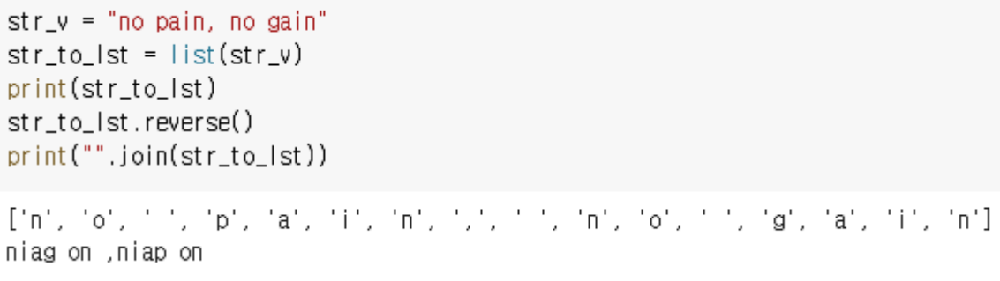 str_v = "no pain, no gain"
str_to_lst = list(str_v)
print(str_to_lst)
str_to_lst.reverse()
print("".join(str_to_lst))
['n', 'o', ' ', 'p', 'a', 'i', 'n', ',', ' ', 'n', 'o', ' ', 'g', 'a', 'i', 'n']
niag on ,niap on